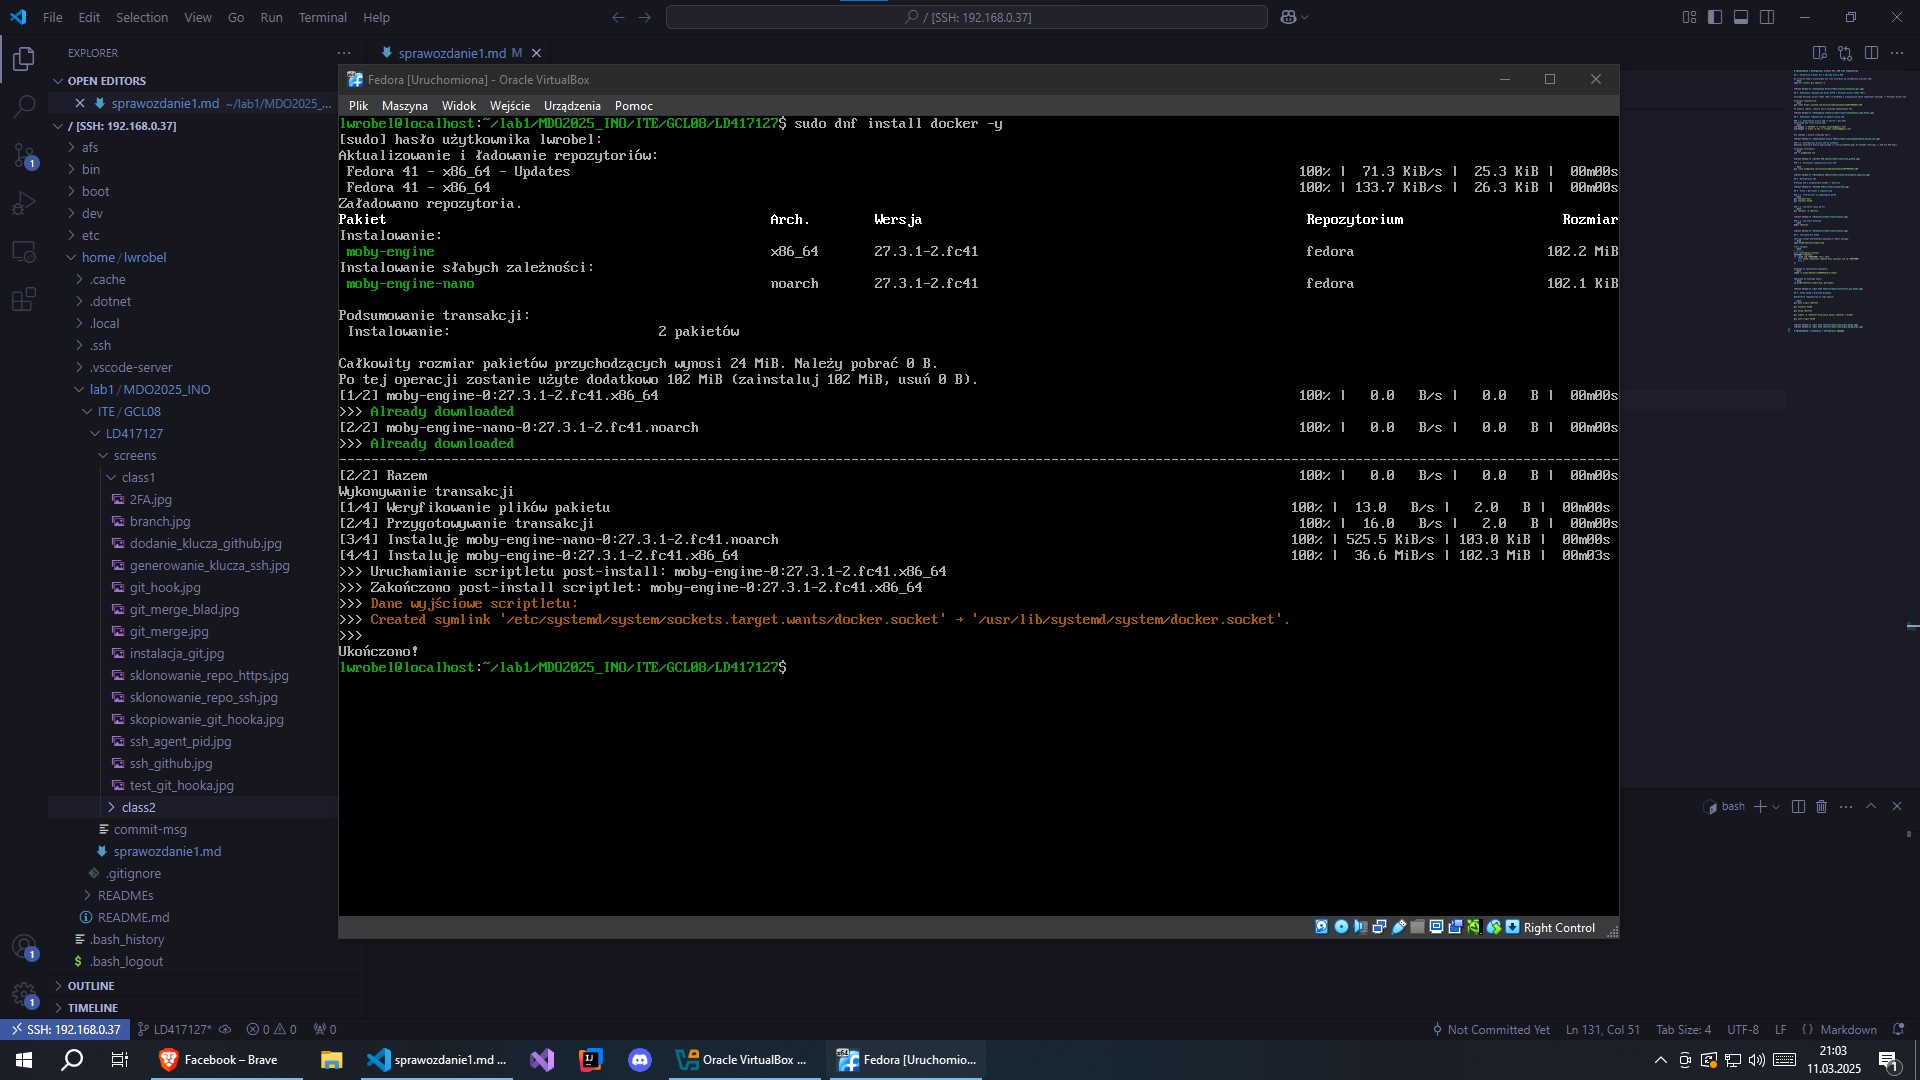 File Edit Selection View Go Run Terminal Help
/ [SSH: 192.168.0.37]
EXPLORER
sprawozdanie1.md M
OPEN EDITORS
sprawozdanie1.md ~/lab1/MDO2025_...
/ [SSH: 192.168.0.37]
afs
bin
boot
dev
etc
home / lwrobel
.cache
.dotnet
.local
.ssh
.vscode-server
lab1 / MDO2025_INO
ITE / GCL08
LD417127
screens
class1
2FA.jpg
branch.jpg
dodanie_klucza_github.jpg
generowanie_klucza_ssh.jpg
git_hook.jpg
git_merge_blad.jpg
git_merge.jpg
instalacja_git.jpg
sklonowanie_repo_https.jpg
sklonowanie_repo_ssh.jpg
skopiowanie_git_hooka.jpg
ssh_agent_pid.jpg
ssh_github.jpg
test_git_hooka.jpg
class2
commit-msg
sprawozdanie1.md
.gitignore
READMEs
README.md
.bash_history
.bash_logout
OUTLINE
TIMELINE
Fedora [Uruchomiona] - Oracle VirtualBox
Plik Maszyna Widok Wejście Urządzenia Pomoc
lwrobel@localhost:~/lab1/MDO2025_INO/ITE/GCL08/LD417127$ sudo dnf install docker -y
[sudo] hasło użytkownika lwrobel:
Aktualizowanie i ładowanie repozytoriów:
Fedora 41 - x86_64 - Updates 100% | 71.3 KiB/s | 25.3 KiB | 00m00s
Fedora 41 - x86_64 100% | 133.7 KiB/s | 26.3 KiB | 00m00s
Załadowano repozytoria.
Pakiet Arch. Wersja Repozytorium Rozmiar
Instalowanie:
moby-engine x86_64 27.3.1-2.fc41 fedora 102.2 MiB
Instalowanie słabych zależności:
moby-engine-nano noarch 27.3.1-2.fc41 fedora 102.1 KiB
Podsumowanie transakcji:
Instalowanie: 2 pakietów
Całkowity rozmiar pakietów przychodzących wynosi 24 MiB. Należy pobrać 0 B.
Po tej operacji zostanie użyte dodatkowo 102 MiB (zainstaluj 102 MiB, usuń 0 B).
[1/2] moby-engine-0:27.3.1-2.fc41.x86_64 100% | 0.0 B/s | 0.0 B | 00m00s
>>> Already downloaded
[2/2] moby-engine-nano-0:27.3.1-2.fc41.noarch 100% | 0.0 B/s | 0.0 B | 00m00s
>>> Already downloaded
--------------------------------------------------------------------------------
[2/2] Razem 100% | 0.0 B/s | 0.0 B | 00m00s
Wykonywanie transakcji
[1/4] Weryfikowanie plików pakietu 100% | 13.0 B/s | 2.0 B | 00m00s
[2/4] Przygotowywanie transakcji 100% | 16.0 B/s | 2.0 B | 00m00s
[3/4] Instaluję moby-engine-nano-0:27.3.1-2.fc41.noarch 100% | 525.5 KiB/s | 103.0 KiB | 00m00s
[4/4] Instaluję moby-engine-0:27.3.1-2.fc41.x86_64 100% | 36.6 MiB/s | 102.3 MiB | 00m03s
>>> Uruchamianie scriptletu post-install: moby-engine-0:27.3.1-2.fc41.x86_64
>>> Zakończono post-install scriptlet: moby-engine-0:27.3.1-2.fc41.x86_64
>>> Dane wyjściowe scriptletu:
>>> Created symlink '/etc/systemd/system/sockets.target.wants/docker.socket' → '/usr/lib/systemd/system/docker.socket'.
>>>
Ukończono!
lwrobel@localhost:~/lab1/MDO2025_INO/ITE/GCL08/LD417127$
Right Control
bash
SSH: 192.168.0.37 LD417127* 0 0 0 Not Committed Yet Ln 131, Col 51 Tab Size: 4 UTF-8 LF {} Markdown
Facebook – Brave sprawozdanie1.md ... Oracle VirtualBox ... Fedora [Uruchomio...
21:03
11.03.2025